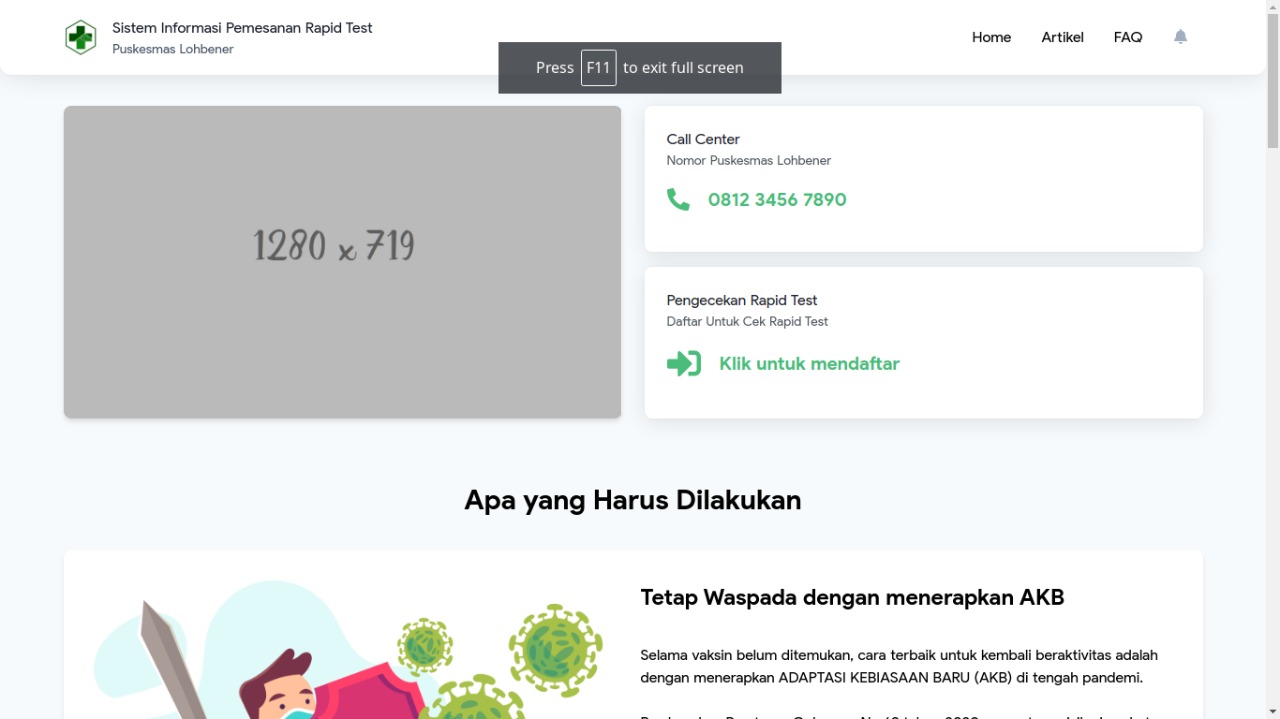 Sistem Informasi Pemesanan Rapid Test
Puskesmas Lohbener
Home
Artikel
FAQ
Press F11 to exit full screen
1280 x 719
Call Center
Nomor Puskesmas Lohbener
0812 3456 7890
Pengecekan Rapid Test
Daftar Untuk Cek Rapid Test
Klik untuk mendaftar
Apa yang Harus Dilakukan
Tetap Waspada dengan menerapkan AKB
Selama vaksin belum ditemukan, cara terbaik untuk kembali beraktivitas adalah
dengan menerapkan ADAPTASI KEBIASAAN BARU (AKB) di tengah pandemi.